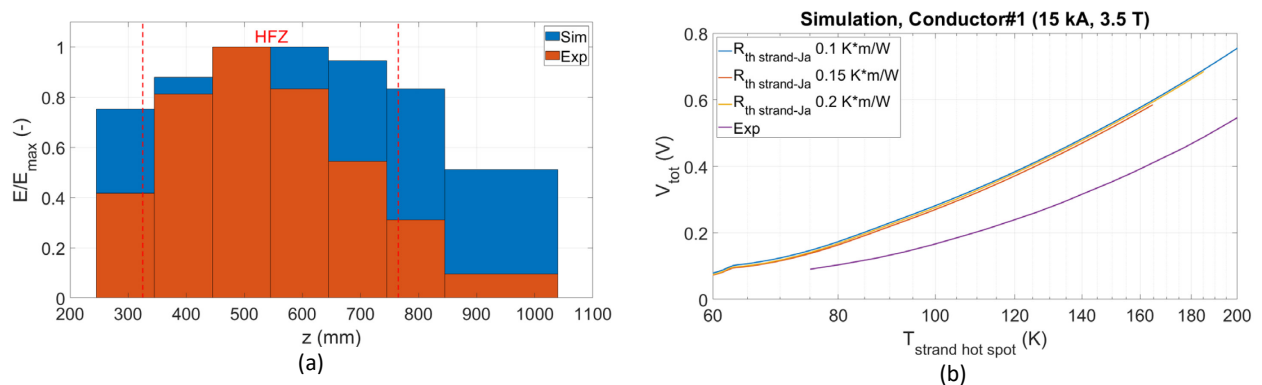 HFZ
Sim
Exp
E/E_max (-)
1
0.8
0.6
0.4
0.2
0
200 300 400 500 600 700 800 900 1000 1100
z (mm)
(a)
Simulation, Conductor#1 (15 kA, 3.5 T)
R_th strand-Ja 0.1 K*m/W
R_th strand-Ja 0.15 K*m/W
R_th strand-Ja 0.2 K*m/W
Exp
V_tot (V)
0.8
0.6
0.4
0.2
0
60 80 100 120 140 160 180 200
T_strand hot spot (K)
(b)